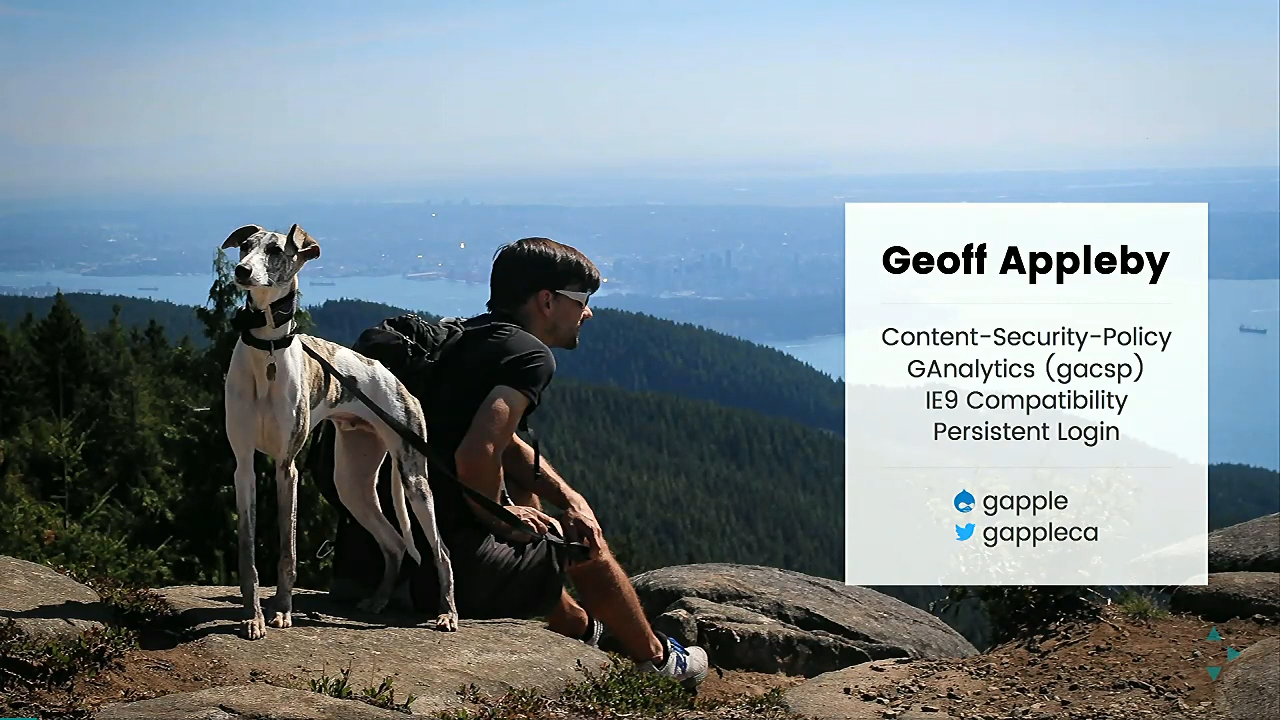 Geoff Appleby
Content-Security-Policy
GAnalytics (gacsp)
IE9 Compatibility
Persistent Login
gapple
gappleca